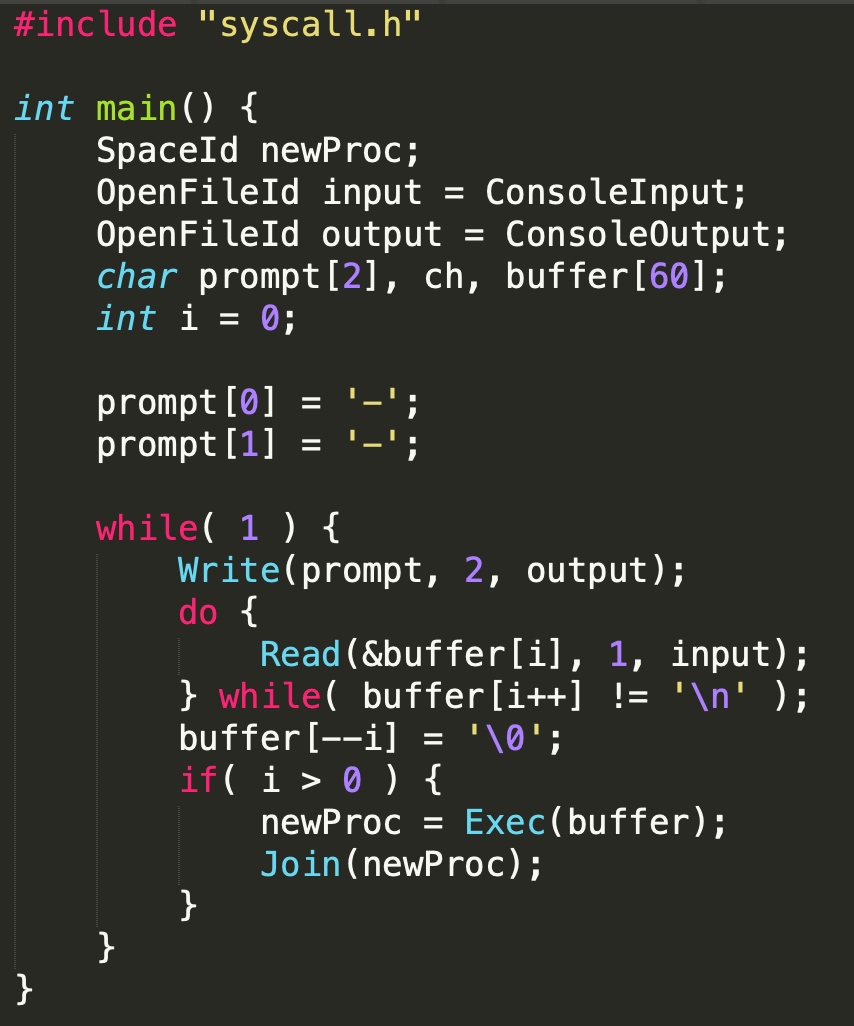 #include "syscall.h"
int main() {
SpaceId newProc;
OpenFileId input = ConsoleInput;
OpenFileId output = ConsoleOutput;
char prompt[2], ch, buffer[60];
int i = 0;
prompt[0] = '-';
prompt[1] = '-';
while( 1 ) {
Write(prompt, 2, output);
do {
Read(&buffer[i], 1, input);
} while( buffer[i++] != '\n' );
buffer[--i] = '\0';
if( i > 0 ) {
newProc = Exec(buffer);
Join(newProc);
}
}
}